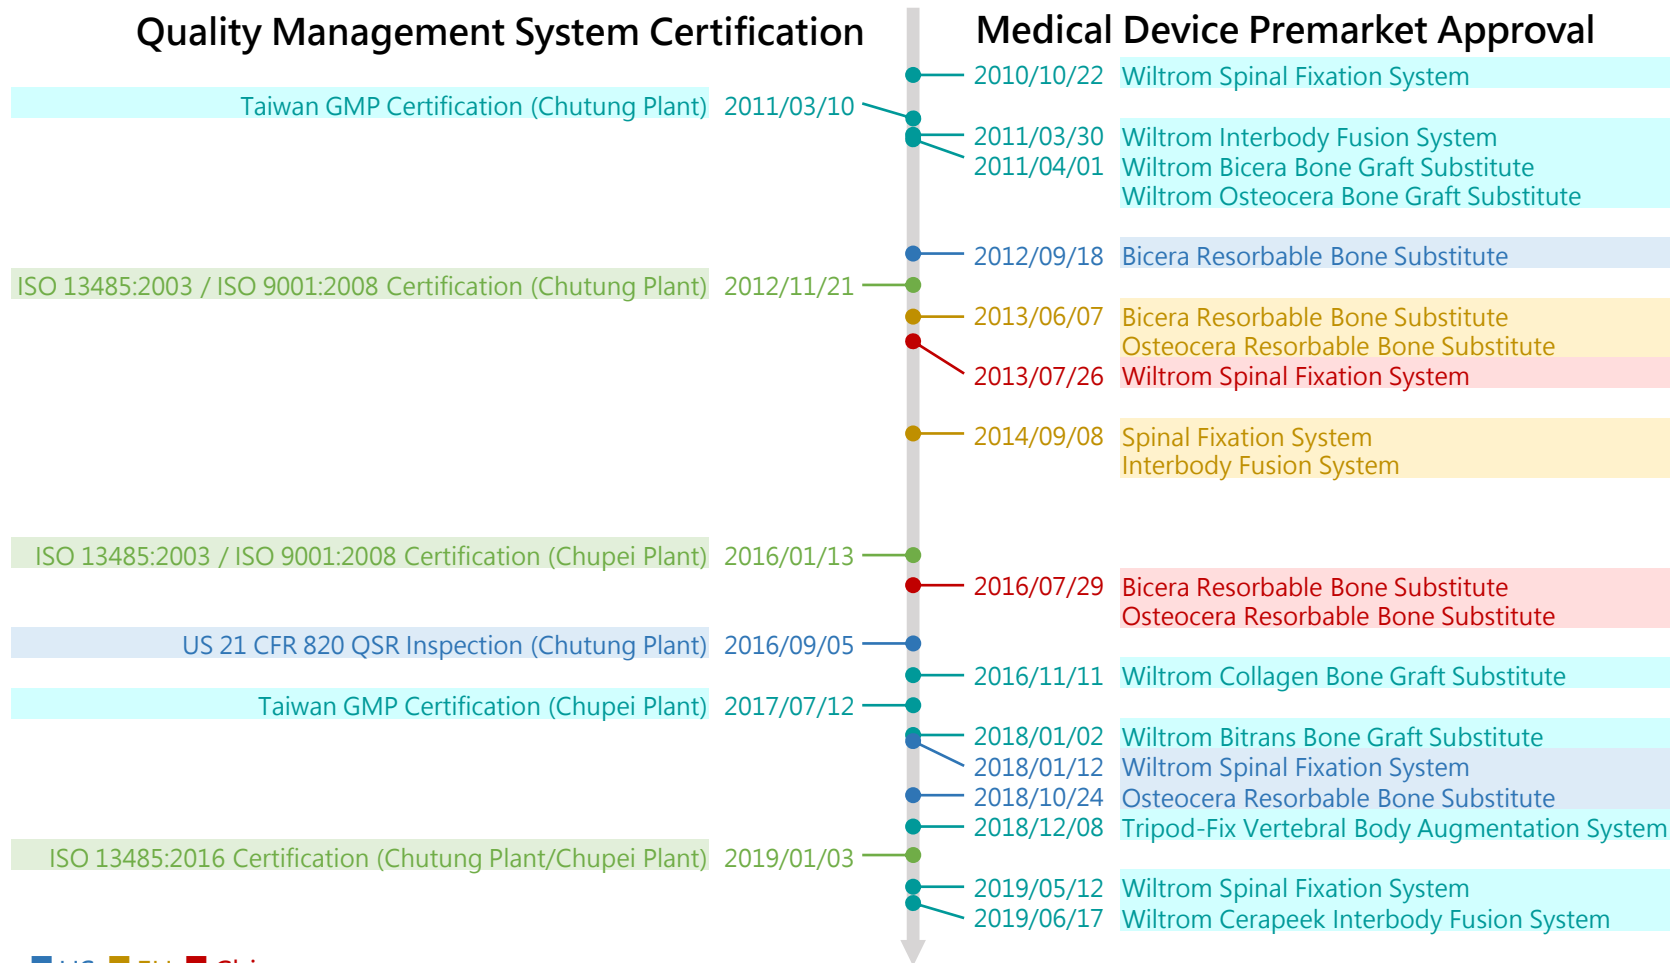 Quality Management System Certification
Medical Device Premarket Approval
2010/10/22 Wiltrom Spinal Fixation System
Taiwan GMP Certification (Chutung Plant) 2011/03/10
2011/03/30 Wiltrom Interbody Fusion System
2011/04/01 Wiltrom Bicera Bone Graft Substitute
Wiltrom Osteocera Bone Graft Substitute
2012/09/18 Bicera Resorbable Bone Substitute
ISO 13485:2003 / ISO 9001:2008 Certification (Chutung Plant) 2012/11/21
2013/06/07 Bicera Resorbable Bone Substitute
Osteocera Resorbable Bone Substitute
2013/07/26 Wiltrom Spinal Fixation System
2014/09/08 Spinal Fixation System
Interbody Fusion System
ISO 13485:2003 / ISO 9001:2008 Certification (Chupei Plant) 2016/01/13
2016/07/29 Bicera Resorbable Bone Substitute
Osteocera Resorbable Bone Substitute
US 21 CFR 820 QSR Inspection (Chutung Plant) 2016/09/05
2016/11/11 Wiltrom Collagen Bone Graft Substitute
Taiwan GMP Certification (Chupei Plant) 2017/07/12
2018/01/02 Wiltrom Bitrans Bone Graft Substitute
2018/01/12 Wiltrom Spinal Fixation System
2018/10/24 Osteocera Resorbable Bone Substitute
2018/12/08 Tripod-Fix Vertebral Body Augmentation System
ISO 13485:2016 Certification (Chutung Plant/Chupei Plant) 2019/01/03
2019/05/12 Wiltrom Spinal Fixation System
2019/06/17 Wiltrom Cerapeek Interbody Fusion System